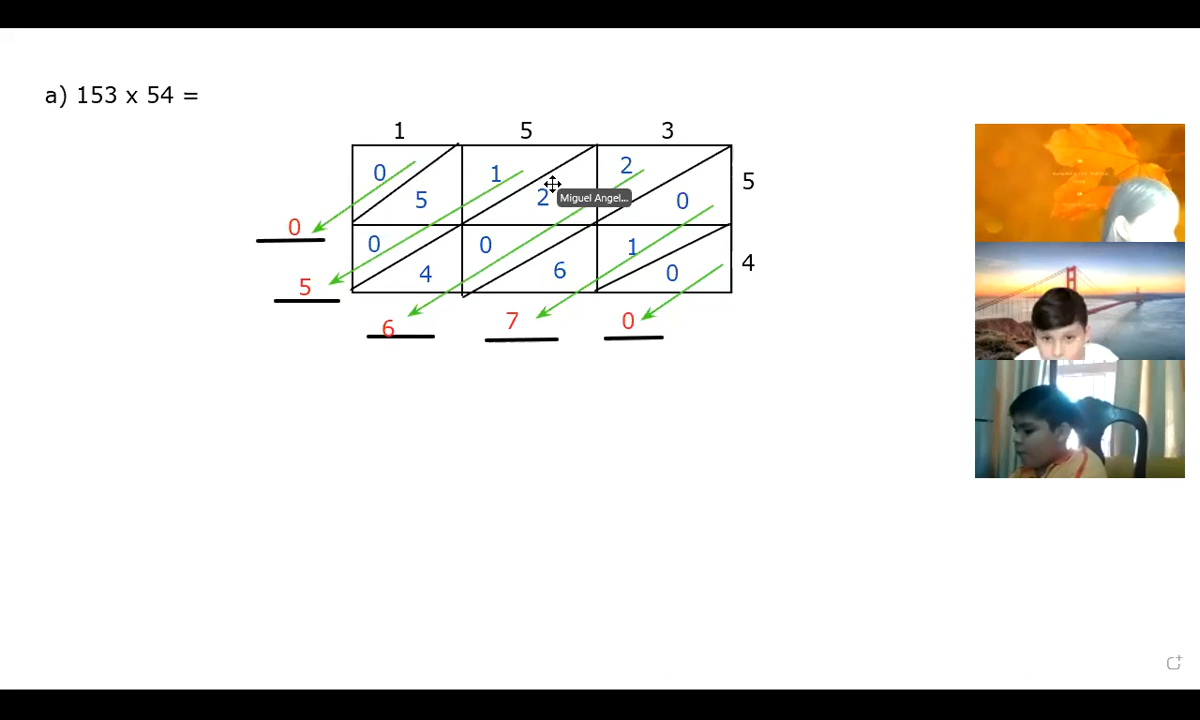 a) 153 x 54 =
1 5 3
0 1 2
5 2 0 5
Miguel Angel...
0
0 0 1
4 6 0 4
5
6 7 0